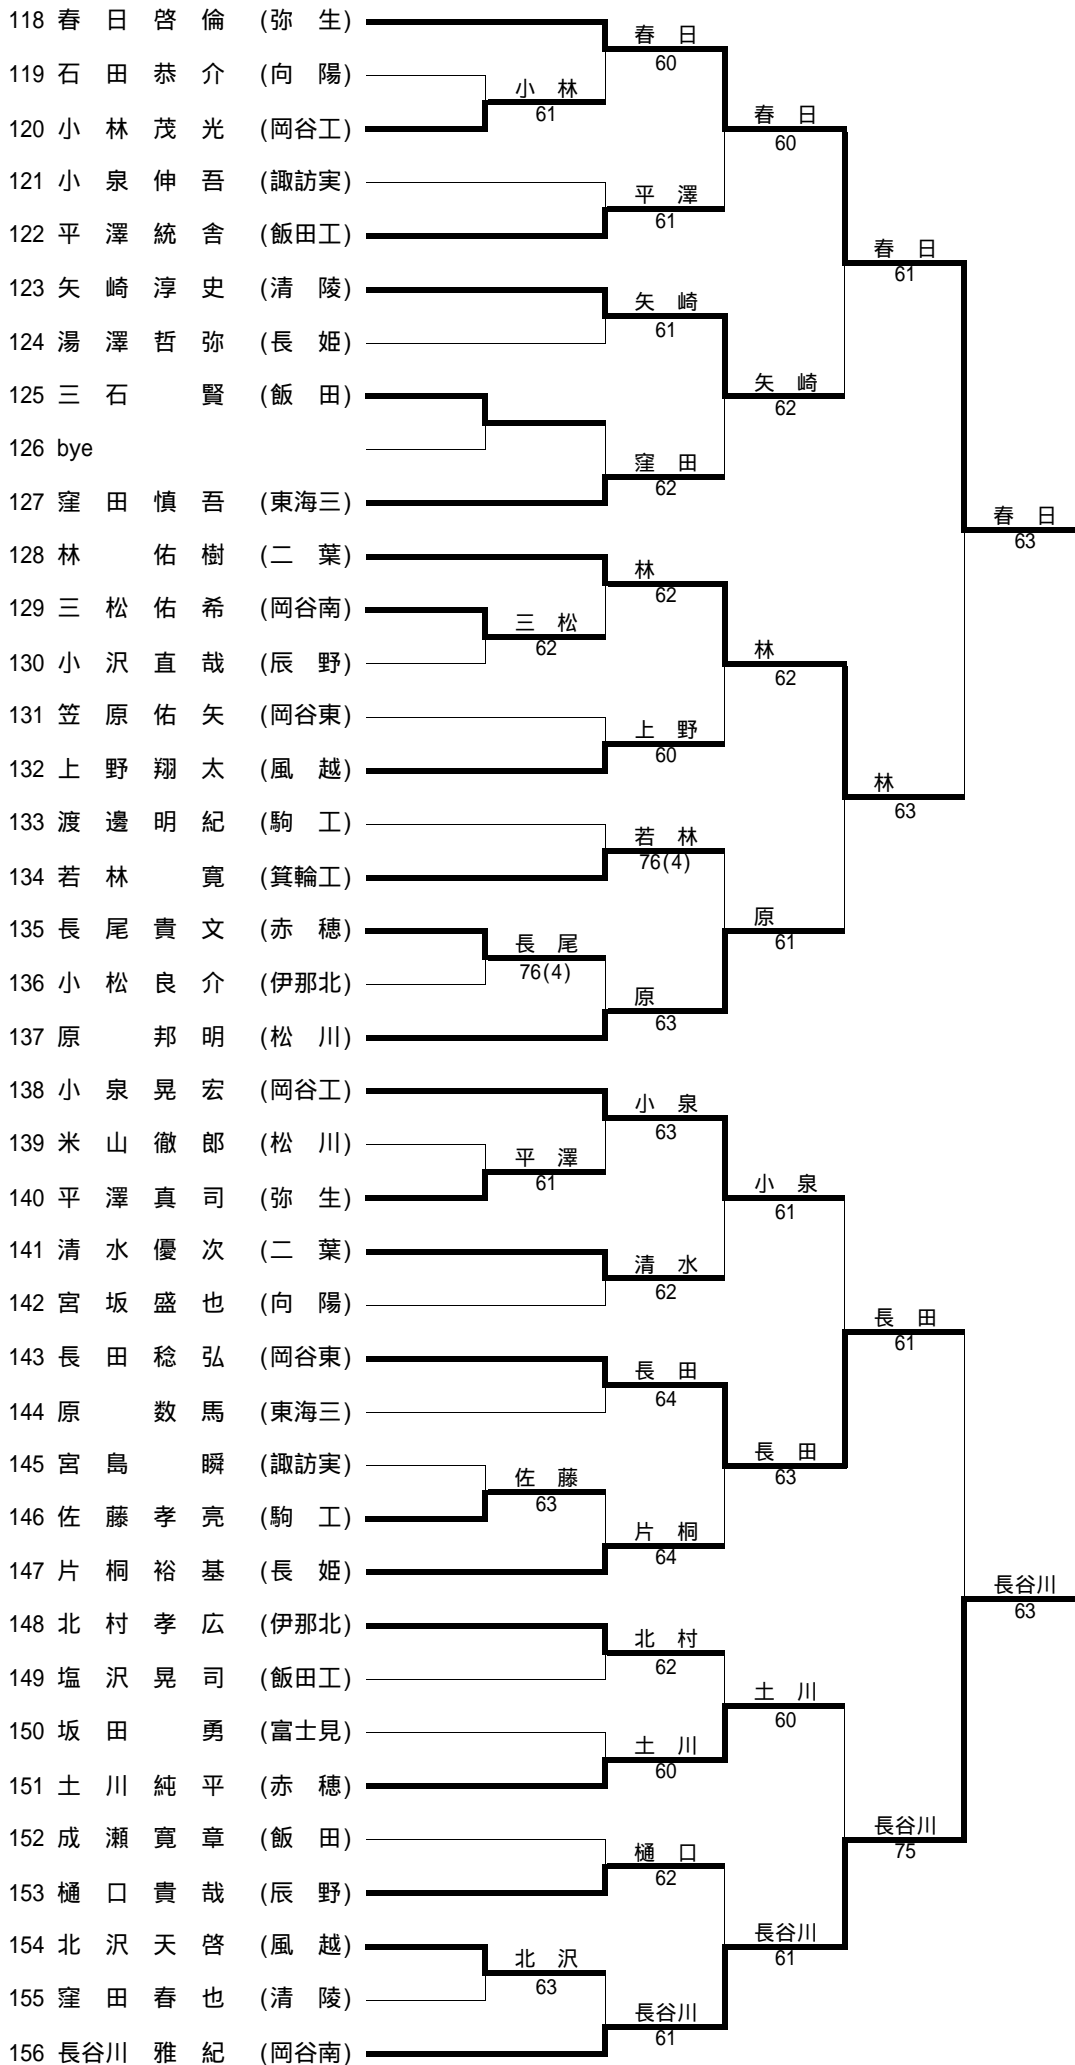 118 春 日 啓 倫 (弥 生)
春 日
60
119 石 田 恭 介 (向 陽)
小 林
61
120 小 林 茂 光 (岡谷工)
春 日
60
121 小 泉 伸 吾 (諏訪実)
平 澤
61
122 平 澤 統 舎 (飯田工)
春 日
61
123 矢 崎 淳 史 (清 陵)
矢 崎
61
124 湯 澤 哲 弥 (長 姫)
125 三 石 賢 (飯 田)
矢 崎
62
126 bye
窪 田
62
127 窪 田 慎 吾 (東海三)
春 日
63
128 林 佑 樹 (二 葉)
林
62
129 三 松 佑 希 (岡谷南)
三 松
62
130 小 沢 直 哉 (辰 野)
林
62
131 笠 原 佑 矢 (岡谷東)
上 野
60
132 上 野 翔 太 (風 越)
林
63
133 渡 邊 明 紀 (駒 工)
若 林
76(4)
134 若 林 寛 (箕輪工)
135 長 尾 貴 文 (赤 穂)
長 尾
76(4)
原
61
136 小 松 良 介 (伊那北)
原
63
137 原 邦 明 (松 川)
138 小 泉 晃 宏 (岡谷工)
小 泉
63
139 米 山 徹 郎 (松 川)
平 澤
61
140 平 澤 真 司 (弥 生)
小 泉
61
141 清 水 優 次 (二 葉)
清 水
62
142 宮 坂 盛 也 (向 陽)
長 田
61
143 長 田 稔 弘 (岡谷東)
長 田
64
144 原 数 馬 (東海三)
長 田
63
145 宮 島 瞬 (諏訪実)
佐 藤
63
146 佐 藤 孝 亮 (駒 工)
片 桐
64
147 片 桐 裕 基 (長 姫)
長谷川
63
148 北 村 孝 広 (伊那北)
北 村
62
149 塩 沢 晃 司 (飯田工)
土 川
60
150 坂 田 勇 (富士見)
土 川
60
151 土 川 純 平 (赤 穂)
152 成 瀬 寛 章 (飯 田)
長谷川
75
樋 口
62
153 樋 口 貴 哉 (辰 野)
154 北 沢 天 啓 (風 越)
長谷川
61
北 沢
63
155 窪 田 春 也 (清 陵)
長谷川
61
156 長谷川 雅 紀 (岡谷南)